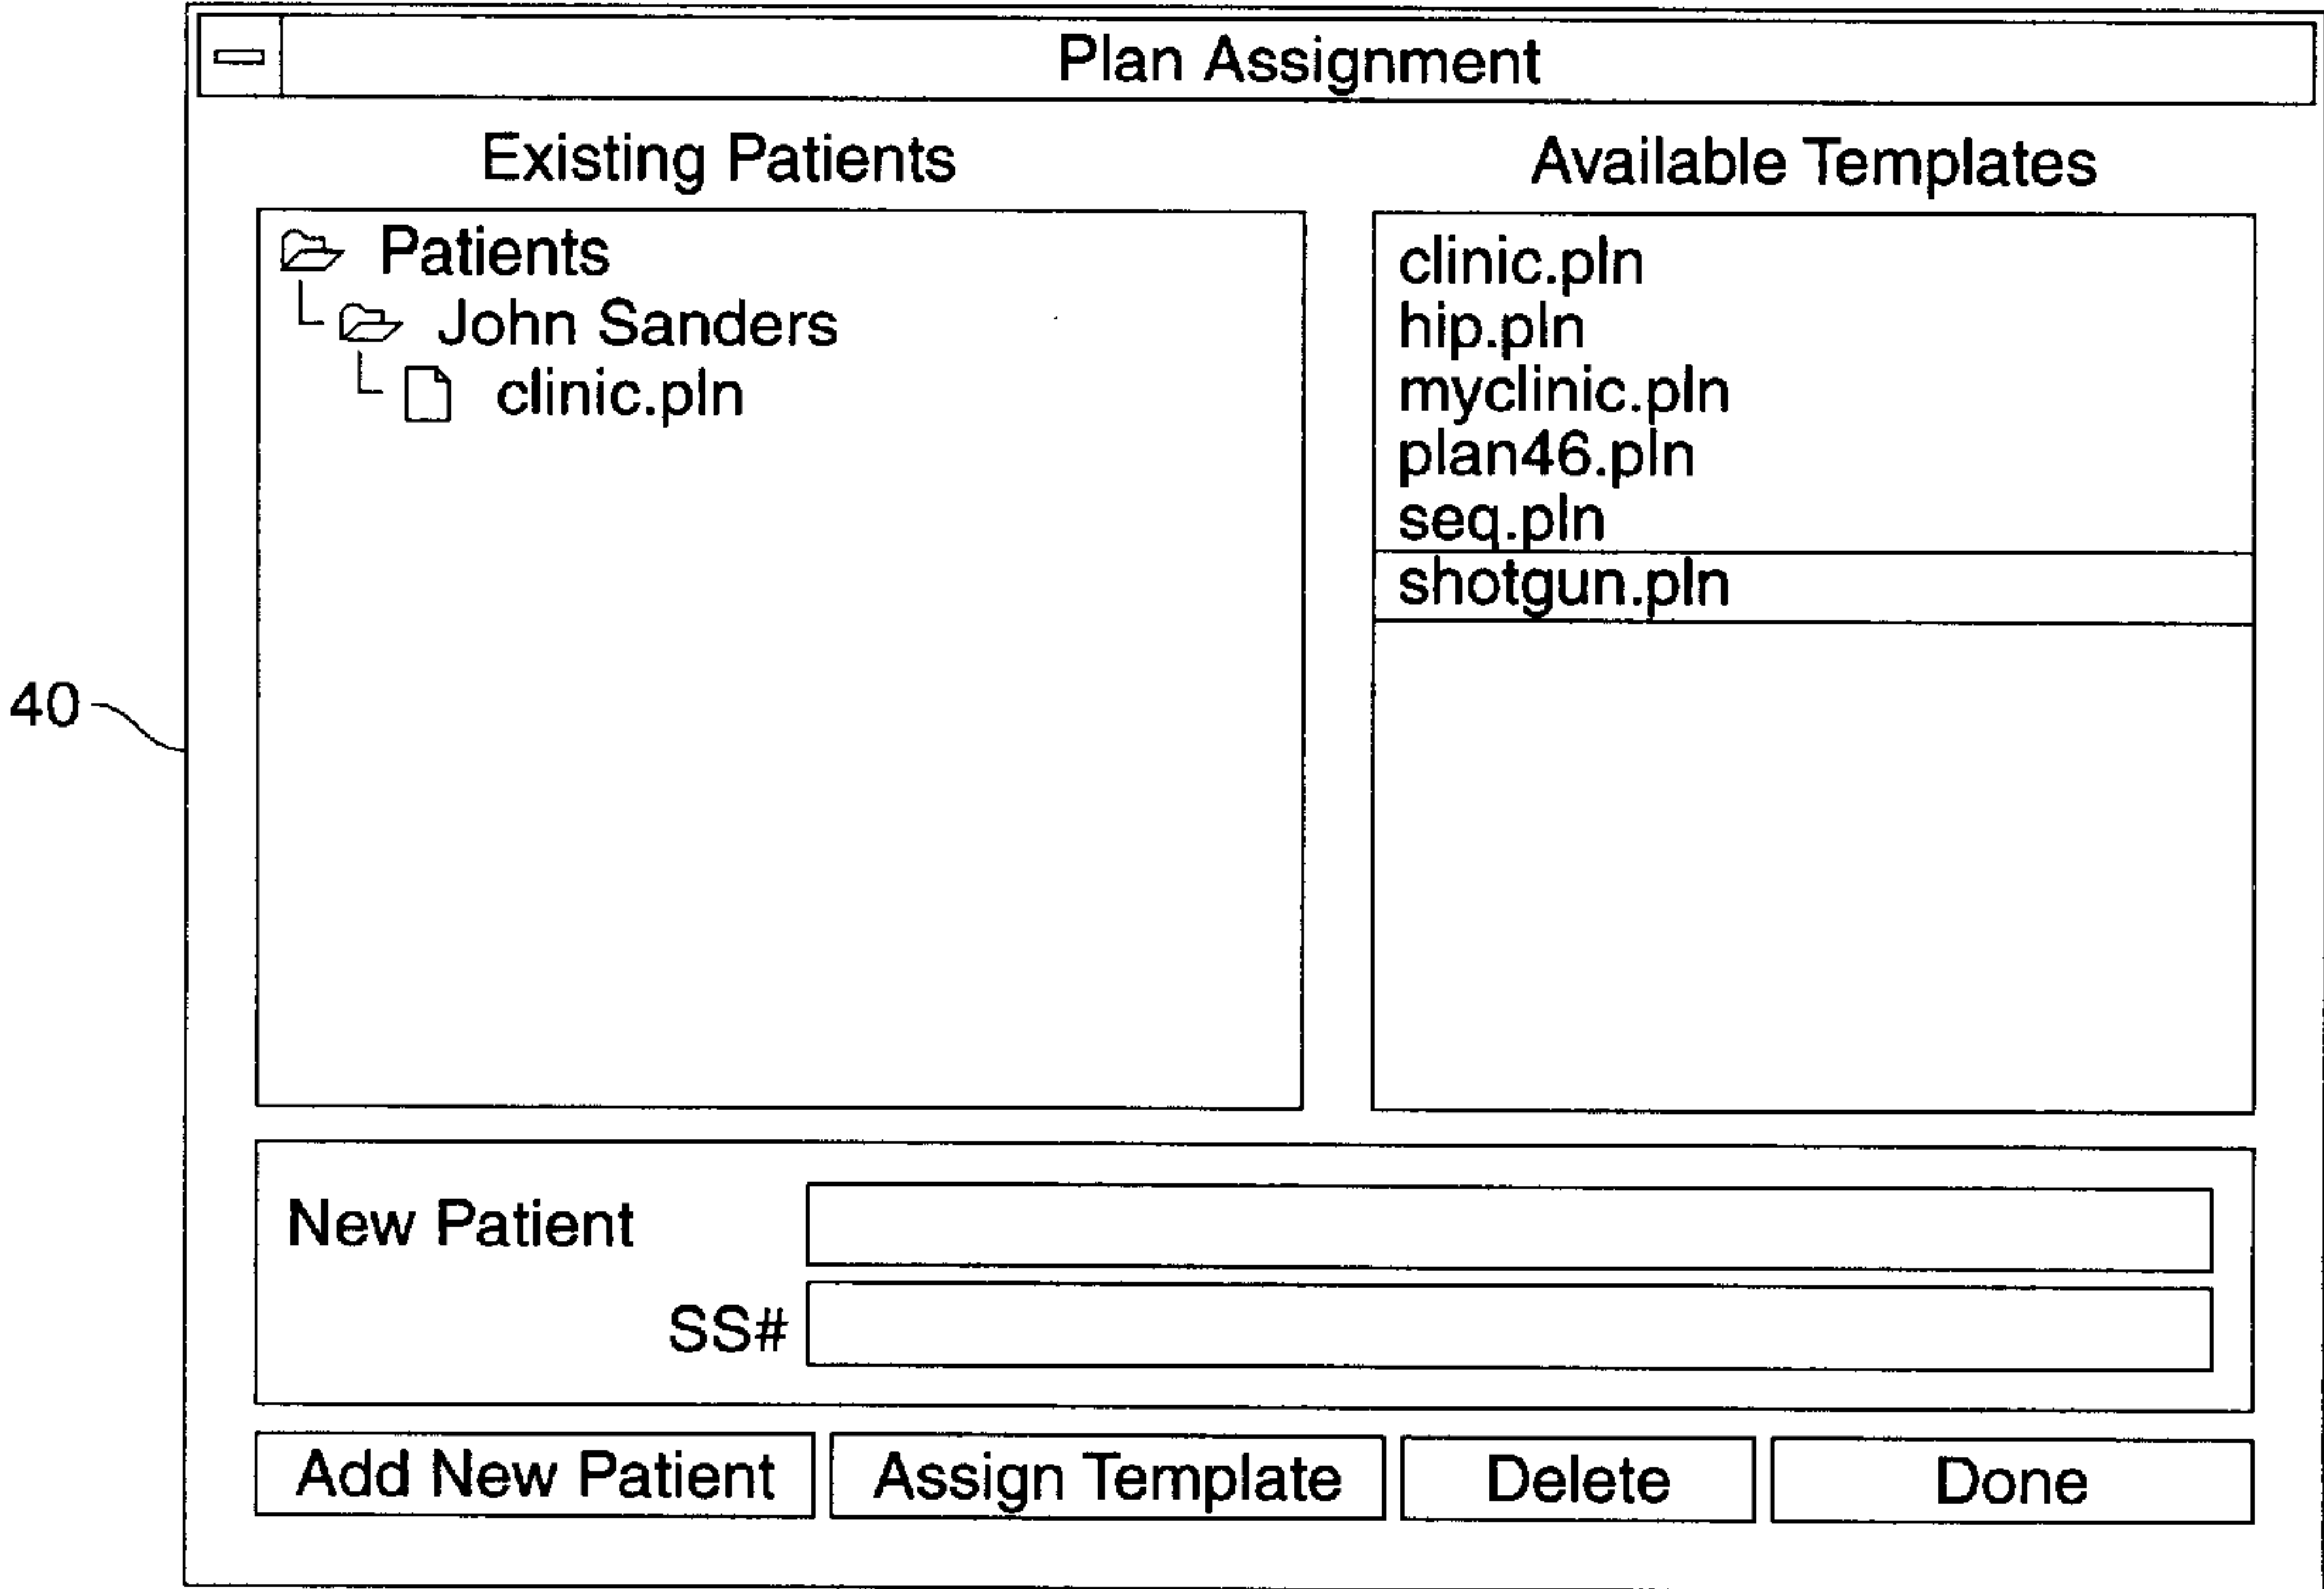 Plan Assignment
Existing Patients
Patients
John Sanders
clinic.pln
Available Templates
clinic.pln
hip.pln
myclinic.pln
plan46.pln
seq.pln
shotgun.pln
40
New Patient
SS#
Add New Patient
Assign Template
Delete
Done